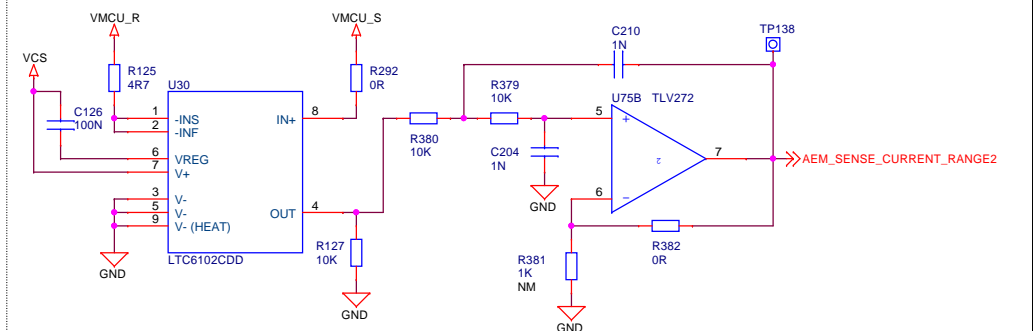 VMCU_R
VMCU_S
C210
1N
TP138
VCS
R125
4R7
R292
0R
U30
R379
10K
U75B TLV272
C126
100N
1
-INS
2
-INF
IN+
8
5
+
R380
10K
C204
1N
6
VREG
7
V+
2
7
AEM_SENSE_CURRENT_RANGE2
3
V-
5
V-
9
V- (HEAT)
OUT
4
6
−
GND
R127
10K
R382
0R
LTC6102CDD
R381
1K
NM
GND
GND
GND